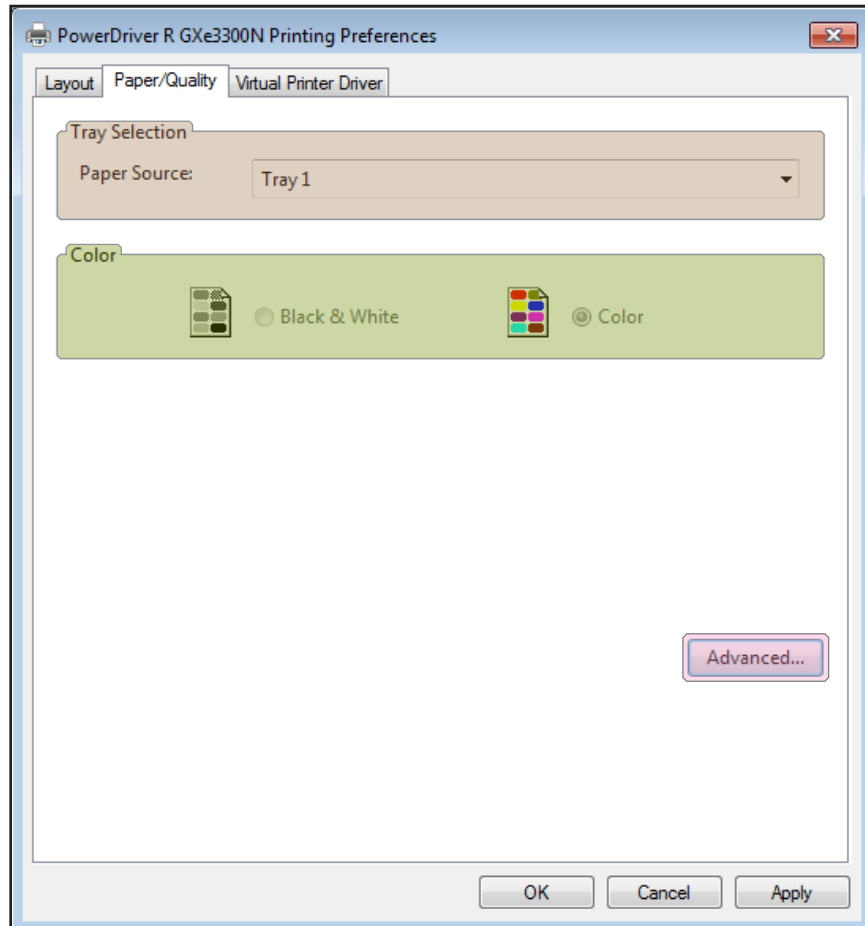 PowerDriver R GXe3300N Printing Preferences
Layout Paper/Quality Virtual Printer Driver
Tray Selection
Paper Source: Tray 1
Color
Black & White Color
Advanced...
OK Cancel Apply